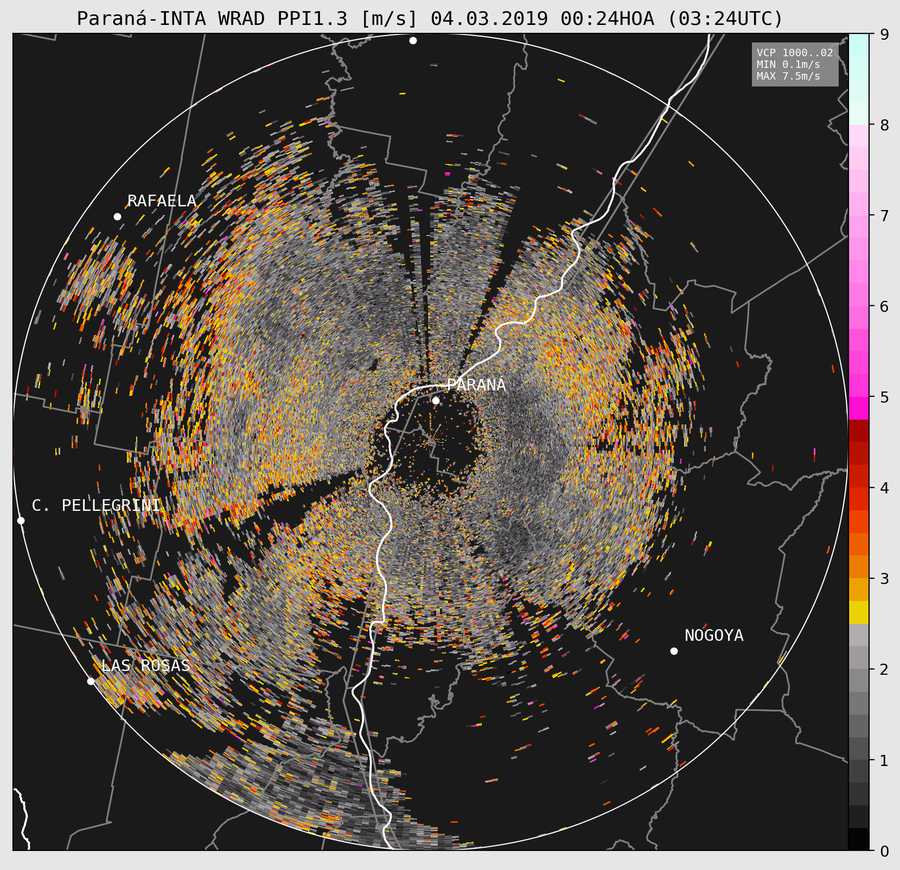 Paraná-INTA WRAD PPI1.3 [m/s] 04.03.2019 00:24HOA (03:24UTC)
VCP 1000..02
MIN 0.1m/s
MAX 7.5m/s
9
8
7
6
5
4
3
2
1
0
RAFAELA
PARANÁ
C. PELLEGRINI
NOGOYA
LAS ROSAS